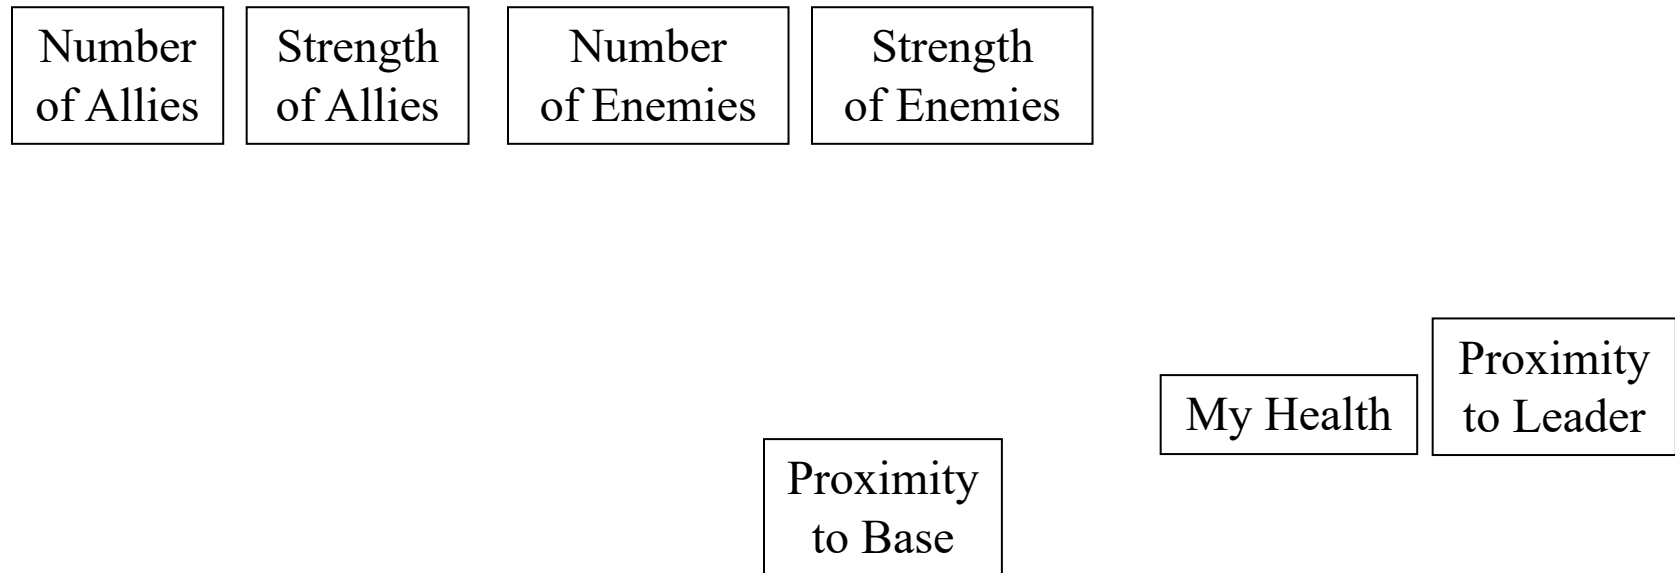 Number
of Allies
Strength
of Allies
Number
of Enemies
Strength
of Enemies
Proximity
to Leader
My Health
Proximity
to Base